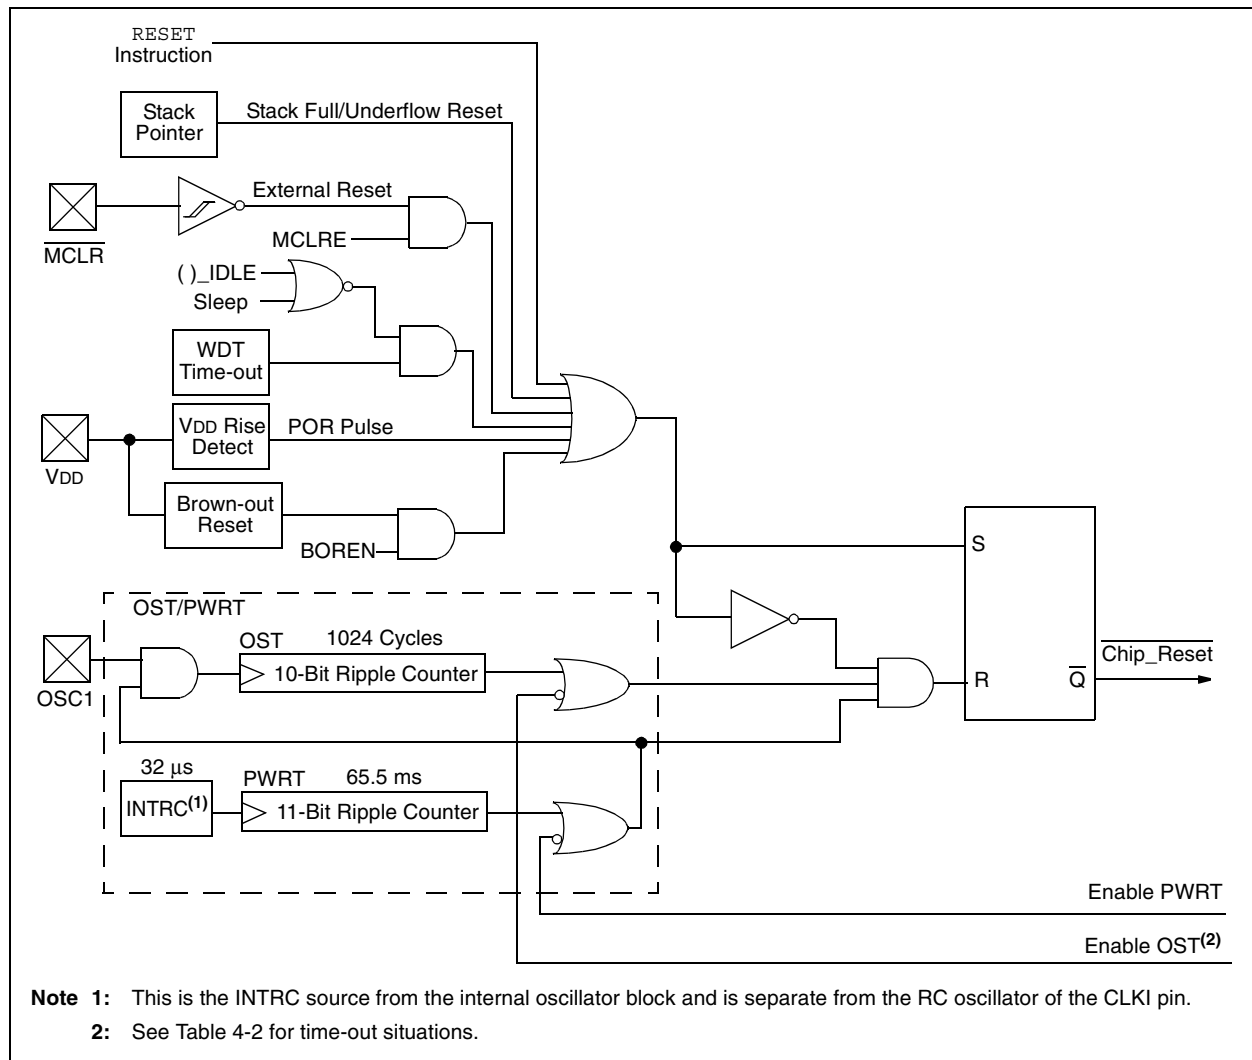 RESET
Instruction
Stack
Pointer
Stack Full/Underflow Reset
External Reset
MCLR
MCLRE
( )_IDLE
Sleep
WDT
Time-out
VDD
VDD Rise
Detect
POR Pulse
Brown-out
Reset
BOREN
S
OST/PWRT
OST
1024 Cycles
10-Bit Ripple Counter
OSC1
R
Q
Chip_Reset
32 μs
INTRC(1)
PWRT
65.5 ms
11-Bit Ripple Counter
Enable PWRT
Enable OST(2)
Note 1: This is the INTRC source from the internal oscillator block and is separate from the RC oscillator of the CLKI pin.
2: See Table 4-2 for time-out situations.